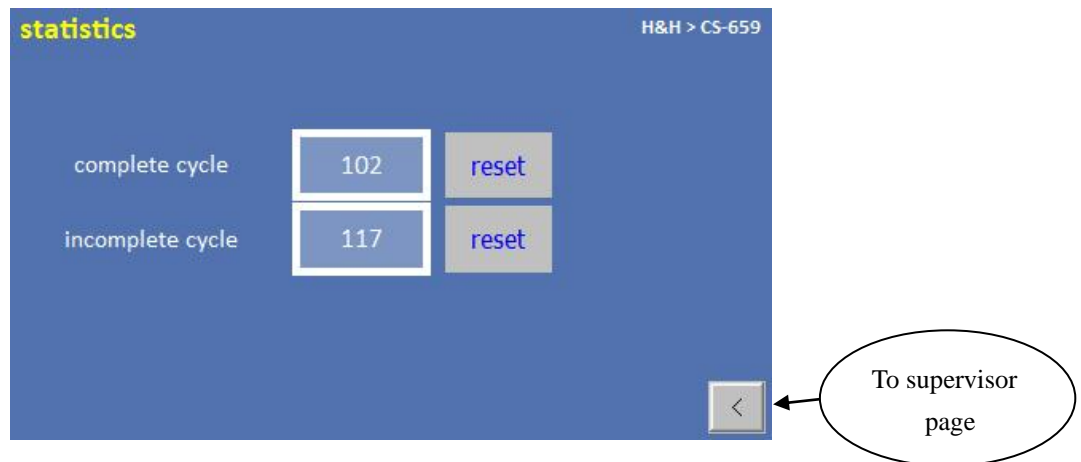 statistics
H&H > CS-659
complete cycle 102 reset
incomplete cycle 117 reset
<
To supervisor
page